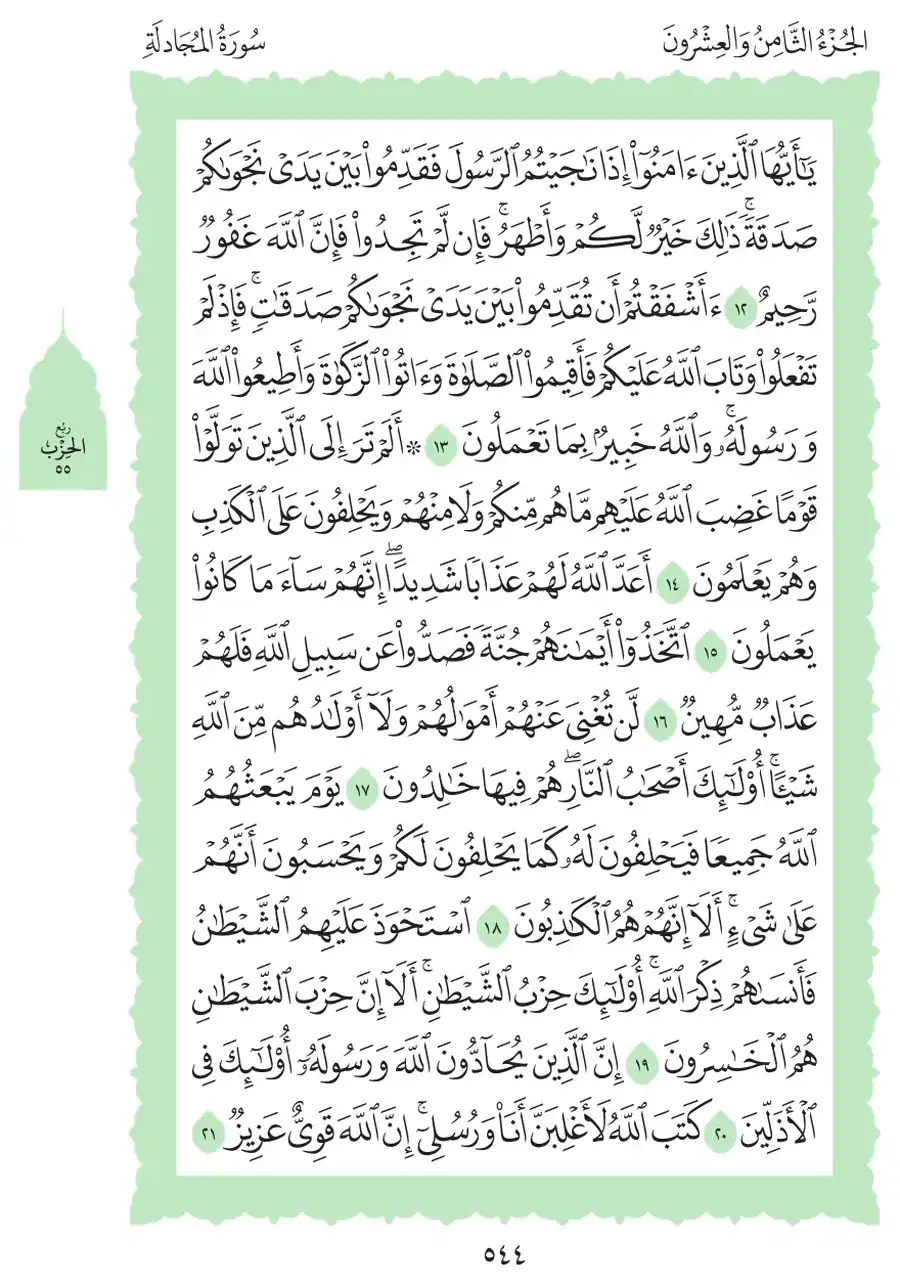 الجُزْءُ الثَّامِنُ وَالعِشْرُونَ
سُورَةُ المُجَادلَةِ
يَٰٓأَيُّهَا ٱلَّذِينَ ءَامَنُوٓاْ إِذَا نَٰجَيۡتُمُ ٱلرَّسُولَ فَقَدِّمُواْ بَيۡنَ يَدَيۡ نَجۡوَىٰكُمۡ
صَدَقَةٗۚ ذَٰلِكَ خَيۡرٞ لَّكُمۡ وَأَطۡهَرُۚ فَإِن لَّمۡ تَجِدُواْ فَإِنَّ ٱللَّهَ غَفُورٞ
رَّحِيمٌ ١٢ ءَأَشۡفَقۡتُمۡ أَن تُقَدِّمُواْ بَيۡنَ يَدَيۡ نَجۡوَىٰكُمۡ صَدَقَٰتٖۚ فَإِذۡ لَمۡ
تَفۡعَلُواْ وَتَابَ ٱللَّهُ عَلَيۡكُمۡ فَأَقِيمُواْ ٱلصَّلَوٰةَ وَءَاتُواْ ٱلزَّكَوٰةَ وَأَطِيعُواْ ٱللَّهَ
وَرَسُولَهُۥۚ وَٱللَّهُ خَبِيرُۢ بِمَا تَعۡمَلُونَ ١٣ * أَلَمۡ تَرَ إِلَى ٱلَّذِينَ تَوَلَّوۡاْ
قَوۡمًا غَضِبَ ٱللَّهُ عَلَيۡهِم مَّا هُم مِّنكُمۡ وَلَا مِنۡهُمۡ وَيَحۡلِفُونَ عَلَى ٱلۡكَذِبِ
وَهُمۡ يَعۡلَمُونَ ١٤ أَعَدَّ ٱللَّهُ لَهُمۡ عَذَابٗا شَدِيدًاۖ إِنَّهُمۡ سَآءَ مَا كَانُواْ
يَعۡمَلُونَ ١٥ ٱتَّخَذُوٓاْ أَيۡمَٰنَهُمۡ جُنَّةٗ فَصَدُّواْ عَن سَبِيلِ ٱللَّهِ فَلَهُمۡ
عَذَابٞ مُّهِينٞ ١٦ لَّن تُغۡنِيَ عَنۡهُمۡ أَمۡوَٰلُهُمۡ وَلَآ أَوۡلَٰدُهُم مِّنَ ٱللَّهِ
شَيۡـًٔاۚ أُوْلَٰٓئِكَ أَصۡحَٰبُ ٱلنَّارِۖ هُمۡ فِيهَا خَٰلِدُونَ ١٧ يَوۡمَ يَبۡعَثُهُمُ
ٱللَّهُ جَمِيعٗا فَيَحۡلِفُونَ لَهُۥ كَمَا يَحۡلِفُونَ لَكُمۡ وَيَحۡسَبُونَ أَنَّهُمۡ
عَلَىٰ شَيۡءٍۚ أَلَآ إِنَّهُمۡ هُمُ ٱلۡكَٰذِبُونَ ١٨ ٱسۡتَحۡوَذَ عَلَيۡهِمُ ٱلشَّيۡطَٰنُ
فَأَنسَىٰهُمۡ ذِكۡرَ ٱللَّهِۚ أُوْلَٰٓئِكَ حِزۡبُ ٱلشَّيۡطَٰنِۚ أَلَآ إِنَّ حِزۡبَ ٱلشَّيۡطَٰنِ
هُمُ ٱلۡخَٰسِرُونَ ١٩ إِنَّ ٱلَّذِينَ يُحَآدُّونَ ٱللَّهَ وَرَسُولَهُۥٓ أُوْلَٰٓئِكَ فِي
ٱلۡأَذَلِّينَ ٢٠ كَتَبَ ٱللَّهُ لَأَغۡلِبَنَّ أَنَا۠ وَرُسُلِيٓۚ إِنَّ ٱللَّهَ قَوِيٌّ عَزِيزٞ ٢١
رُبع
الحِزْب
٥٥
٥٤٤